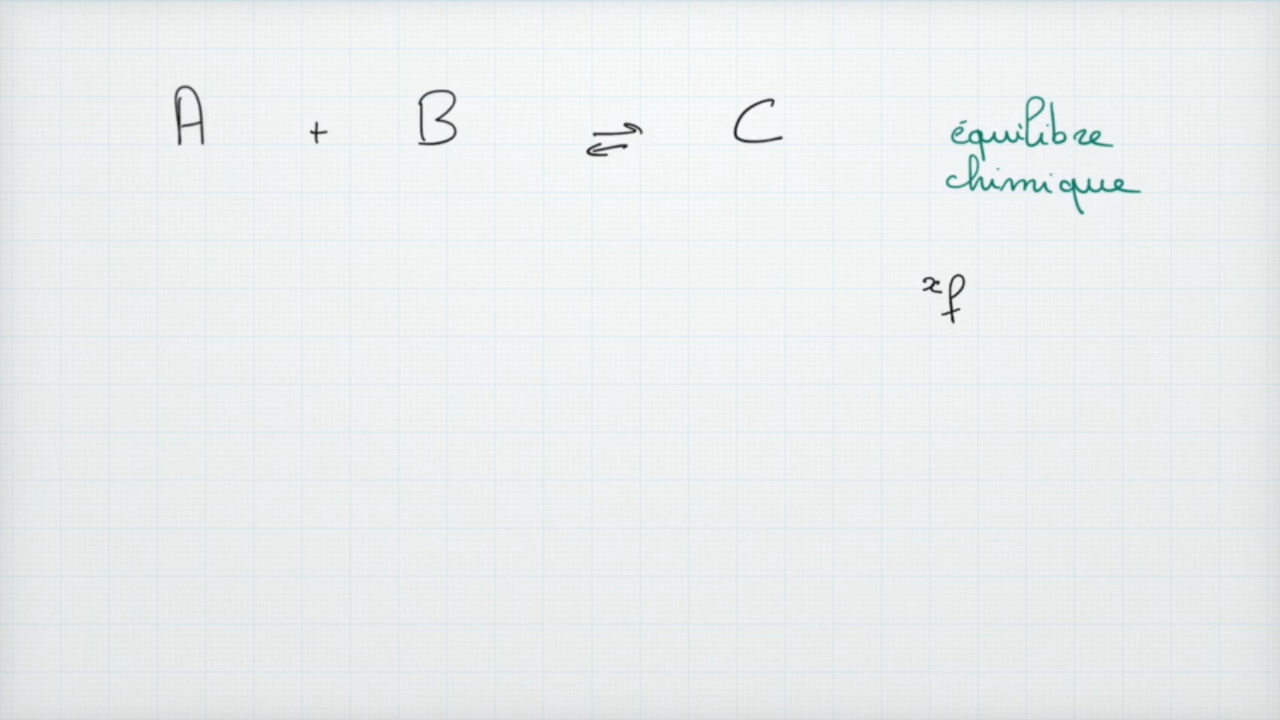 A + B ⇌ C
équilibre
chimique
xf